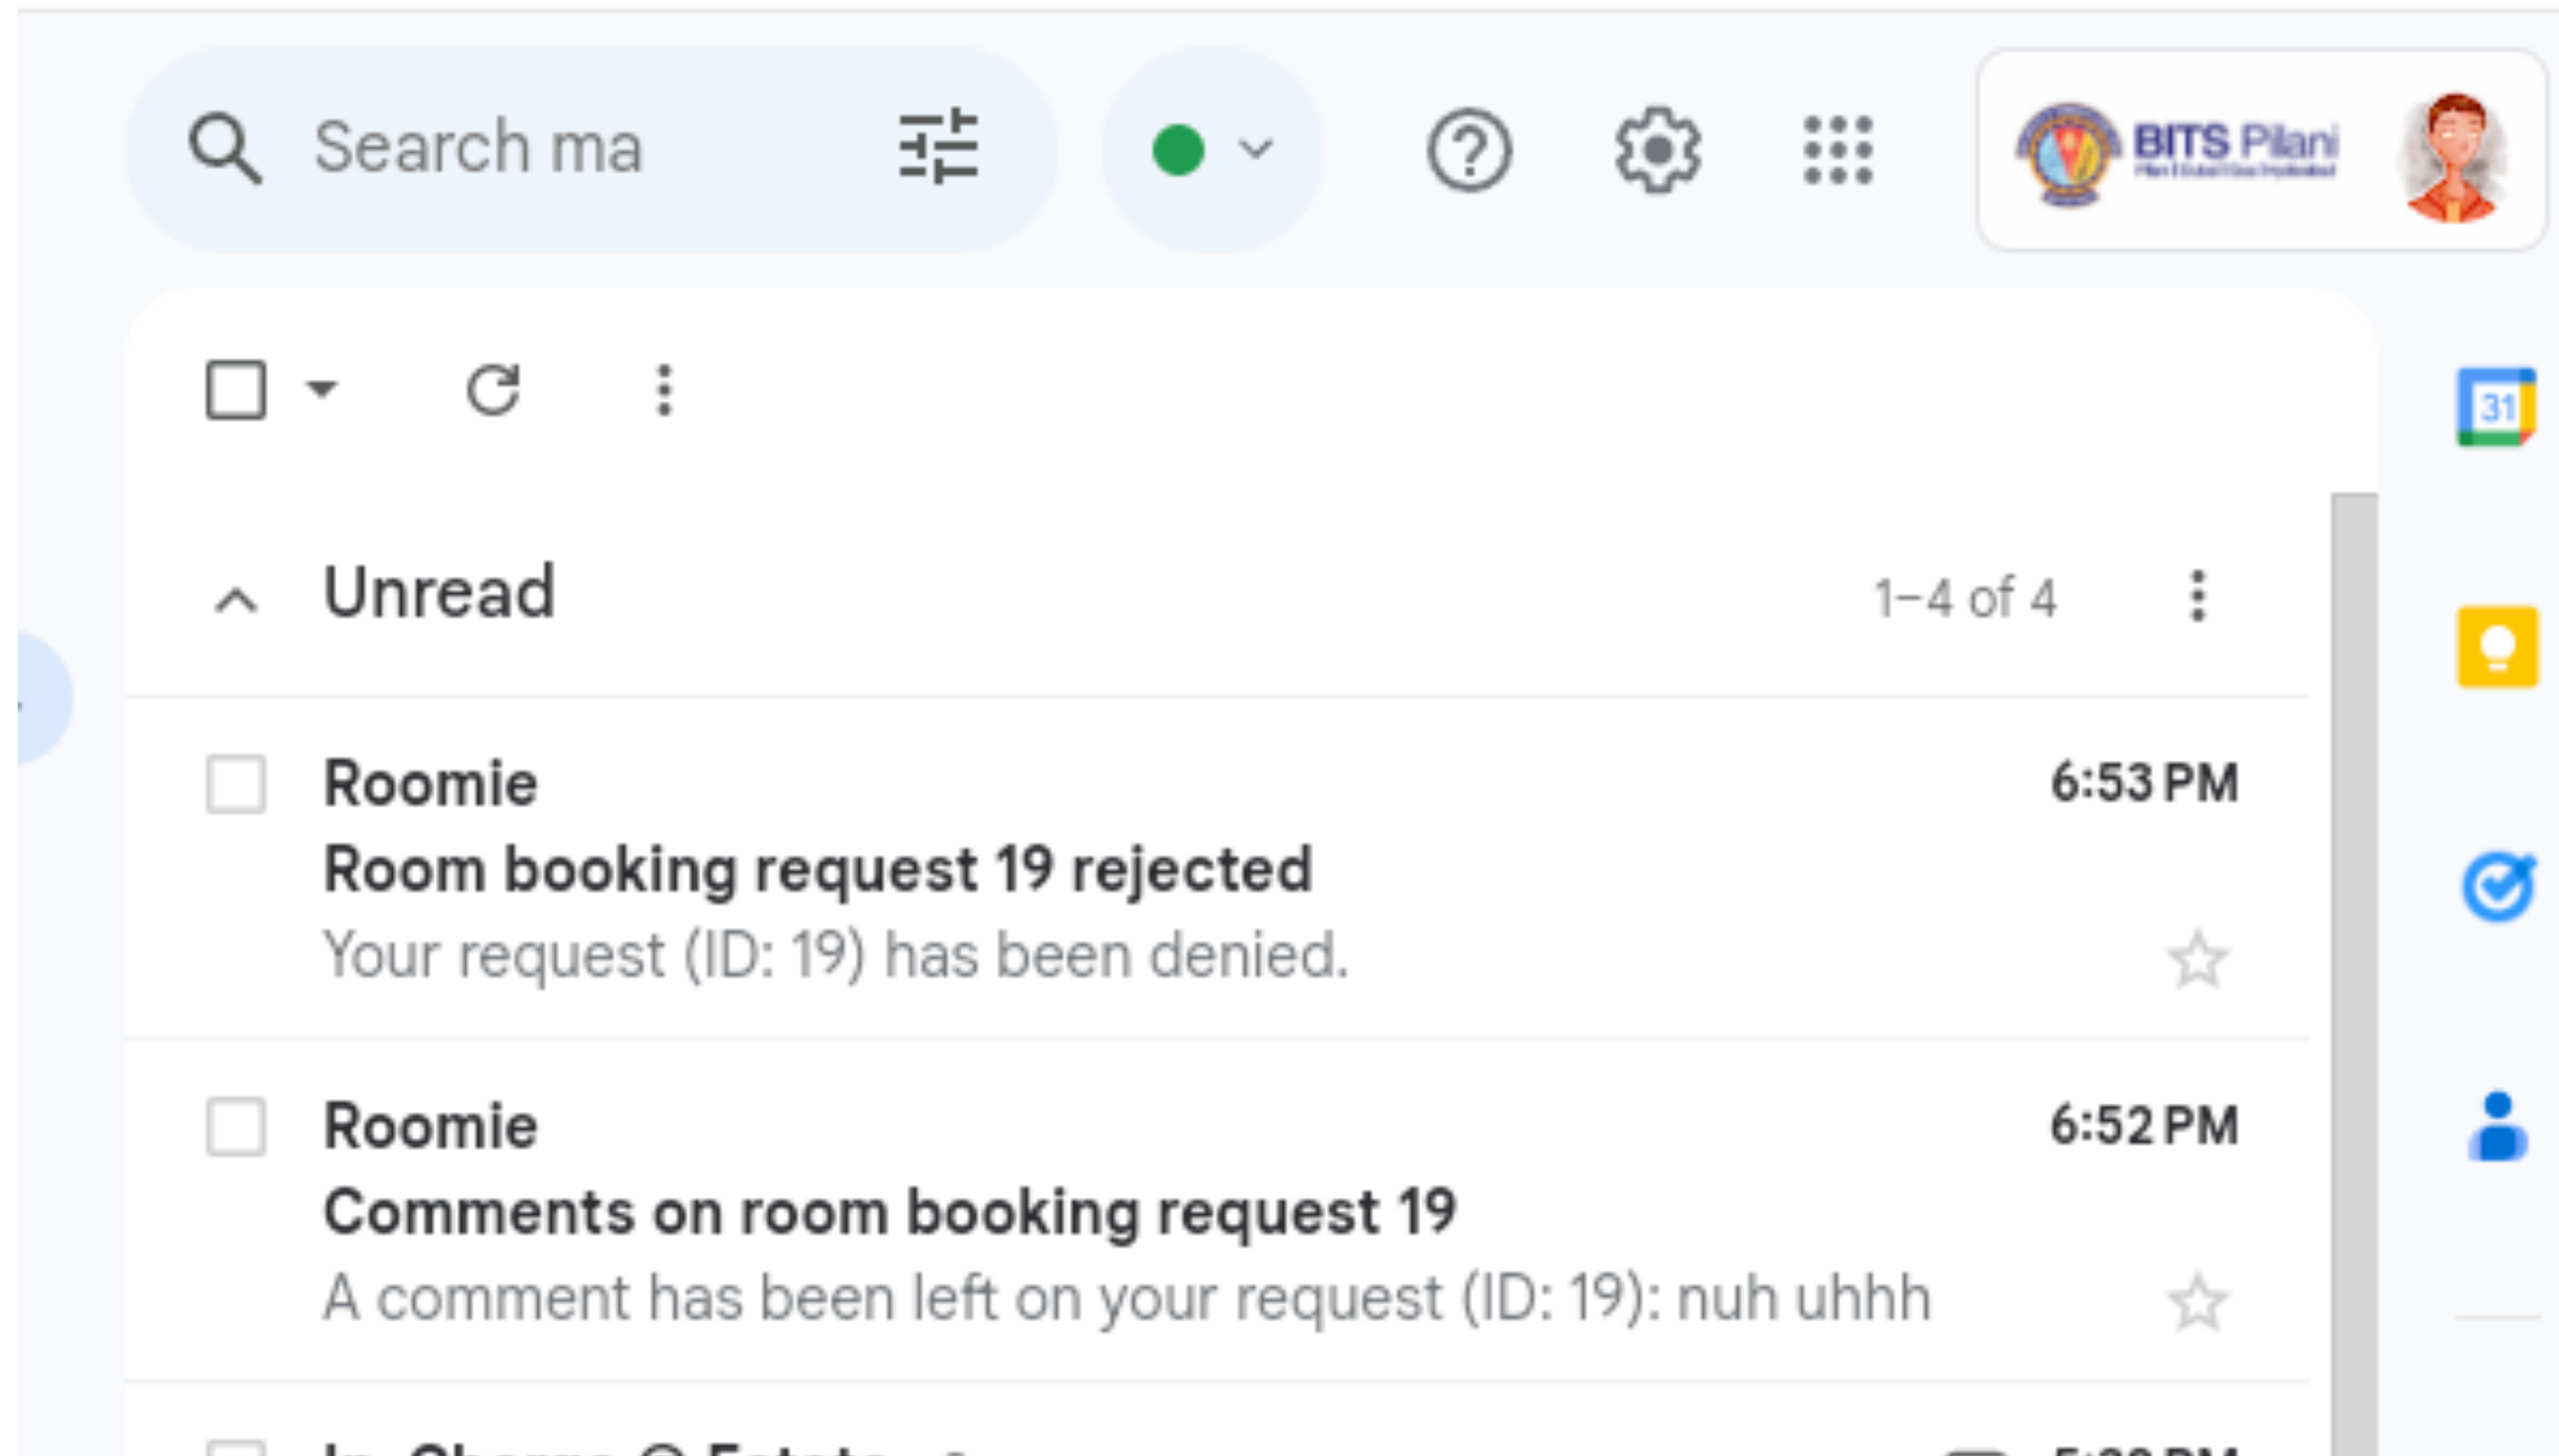 Search ma
BITS Pilani
31
Unread
1–4 of 4
Roomie
6:53 PM
Room booking request 19 rejected
Your request (ID: 19) has been denied.
Roomie
6:52 PM
Comments on room booking request 19
A comment has been left on your request (ID: 19): nuh uhhh